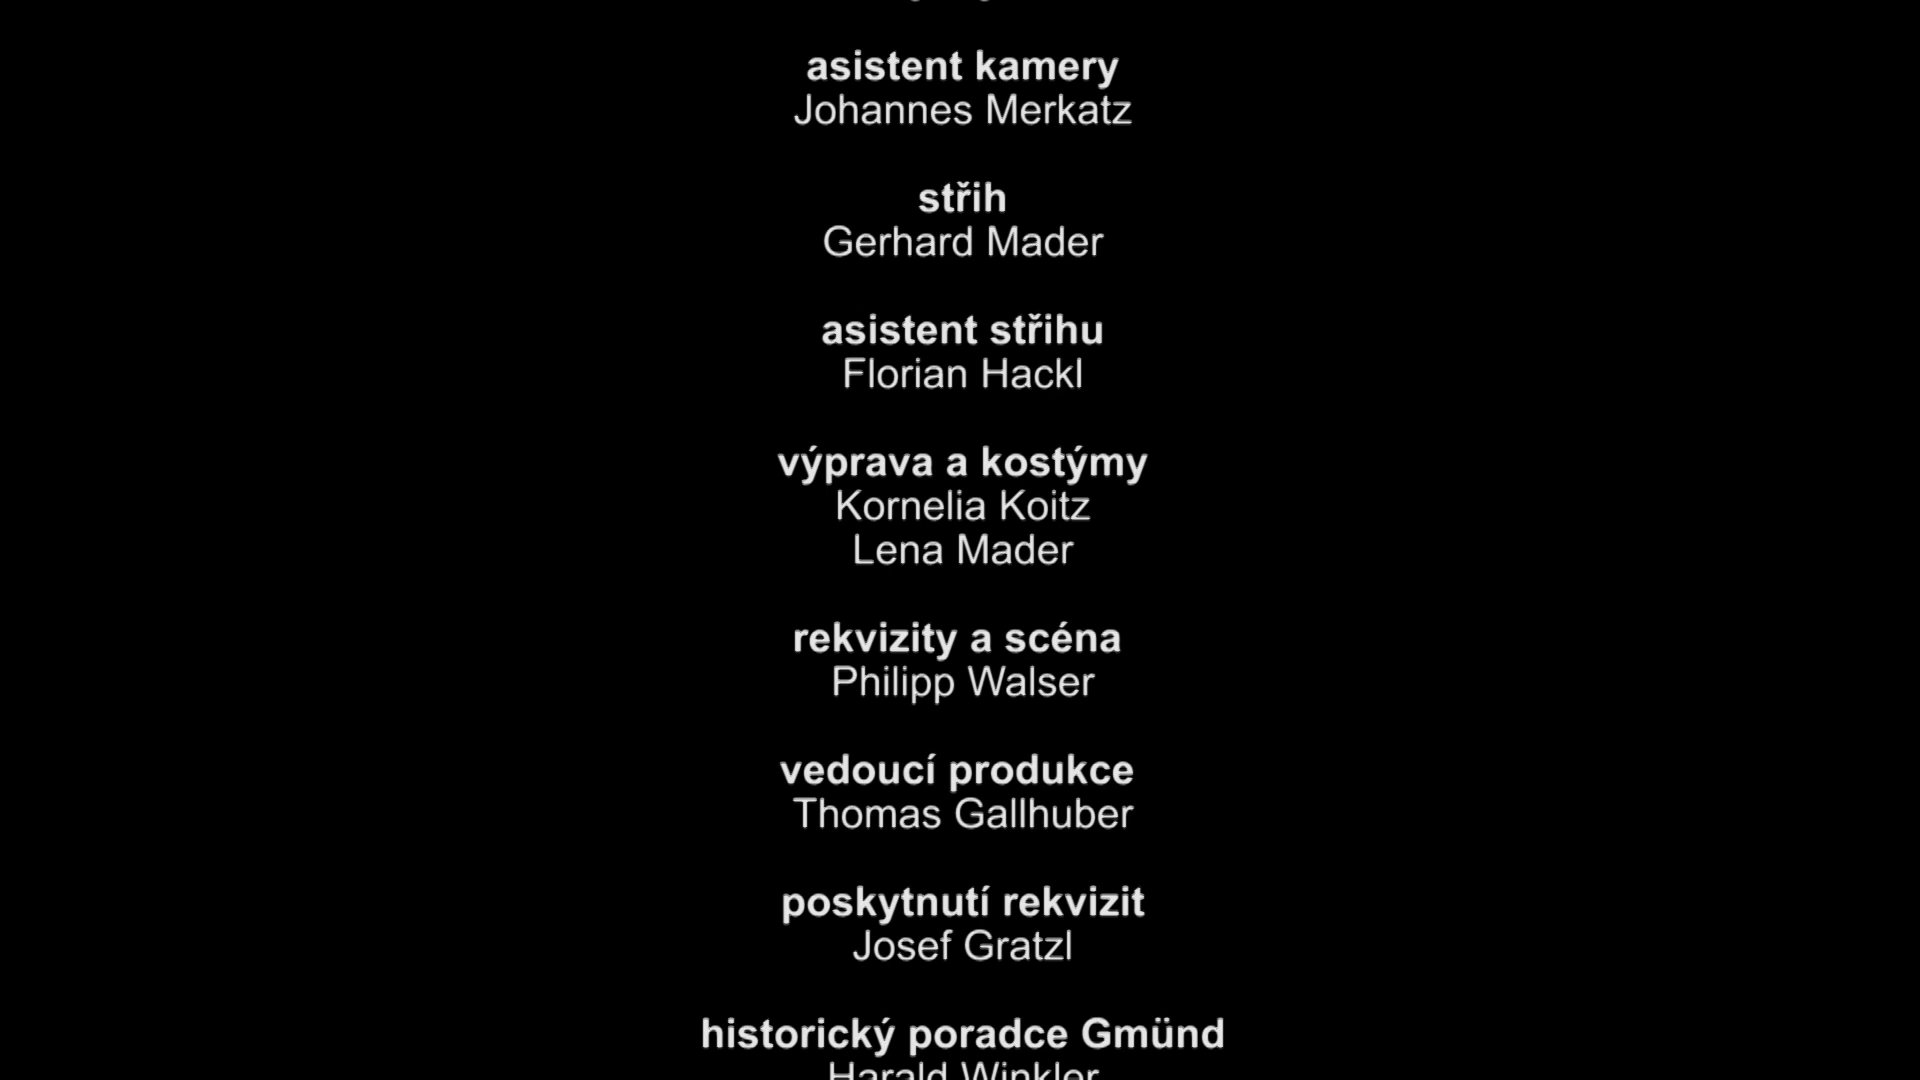 asistent kamery
Johannes Merkatz
střih
Gerhard Mader
asistent střihu
Florian Hackl
výprava a kostýmy
Kornelia Koitz
Lena Mader
rekvizity a scéna
Philipp Walser
vedoucí produkce
Thomas Gallhuber
poskytnutí rekvizit
Josef Gratzl
historický poradce Gmünd
Harald Winkler